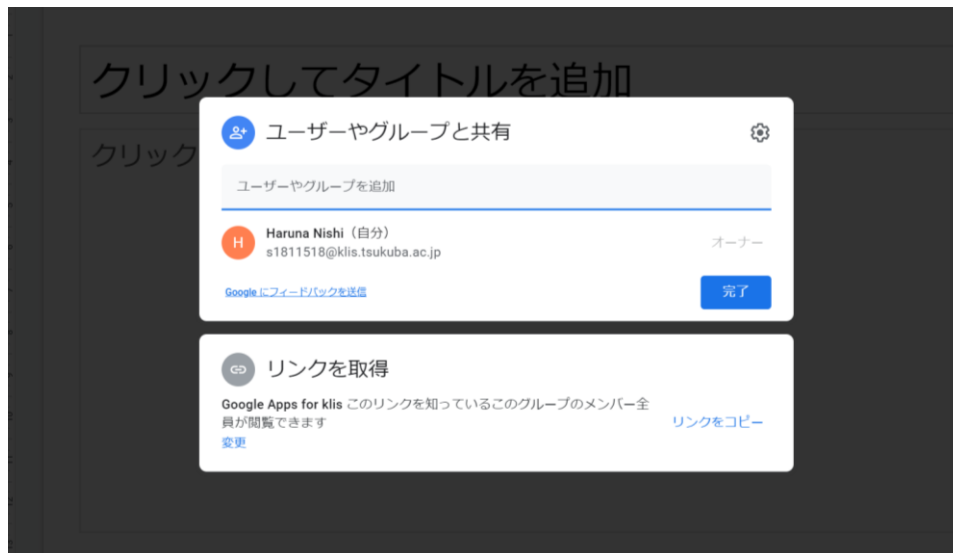 クリックしてタイトルを追加
クリック
ユーザーやグループと共有
ユーザーやグループを追加
H
Haruna Nishi（自分）
s1811518@klis.tsukuba.ac.jp
オーナー
Google にフィードバックを送信
完了
リンクを取得
Google Apps for klis このリンクを知っているこのグループのメンバー全
員が閲覧できます
リンクをコピー
変更